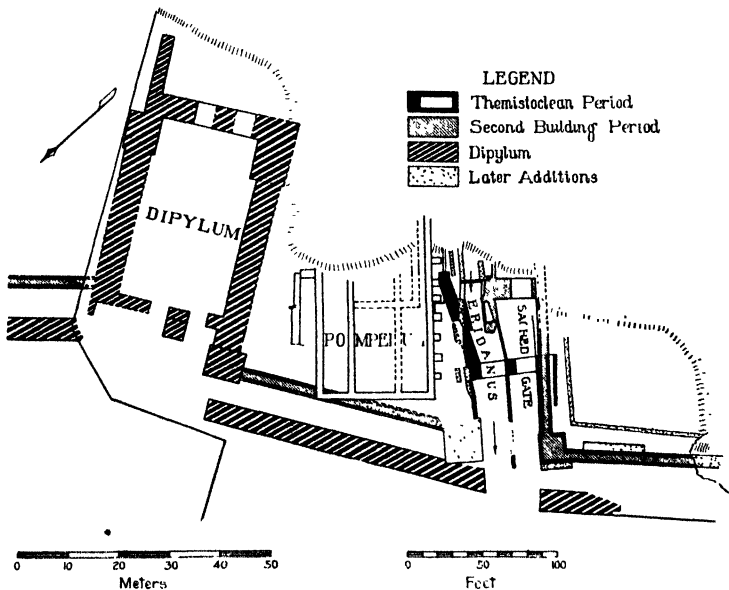 LEGEND
Themistoclean Period
Second Building Period
Dipylum
Later Additions
DIPYLUM
POMPEIUM
ERIDANUS
SACRED
GATE
0 10 20 30 40 50
Meters
0 50 100
Feet